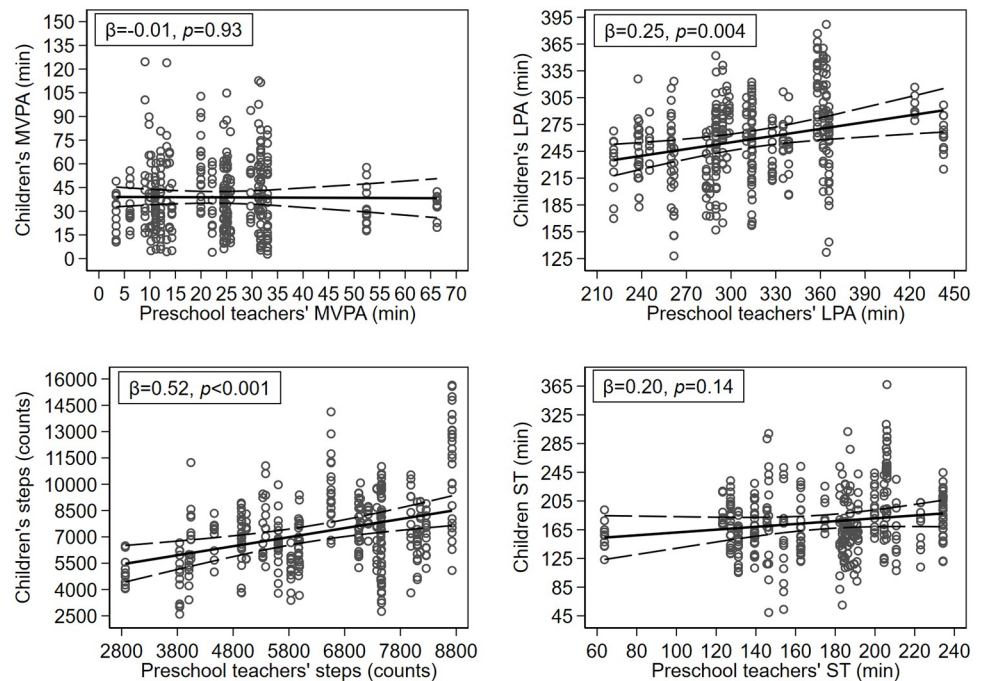 β=-0.01, p=0.93
Children's MVPA (min)
150
135
120
105
90
75
60
45
30
15
0
0 5 10 15 20 25 30 35 40 45 50 55 60 65 70
Preschool teachers' MVPA (min)
β=0.25, p=0.004
Children's LPA (min)
395
365
335
305
275
245
215
185
155
125
210 240 270 300 330 360 390 420 450
Preschool teachers' LPA (min)
β=0.52, p<0.001
Children's steps (counts)
16000
14500
13000
11500
10000
8500
7000
5500
4000
2500
2800 3800 4800 5800 6800 7800 8800
Preschool teachers' steps (counts)
β=0.20, p=0.14
Children ST (min)
365
325
285
245
205
165
125
85
45
60 80 100 120 140 160 180 200 220 240
Preschool teachers' ST (min)